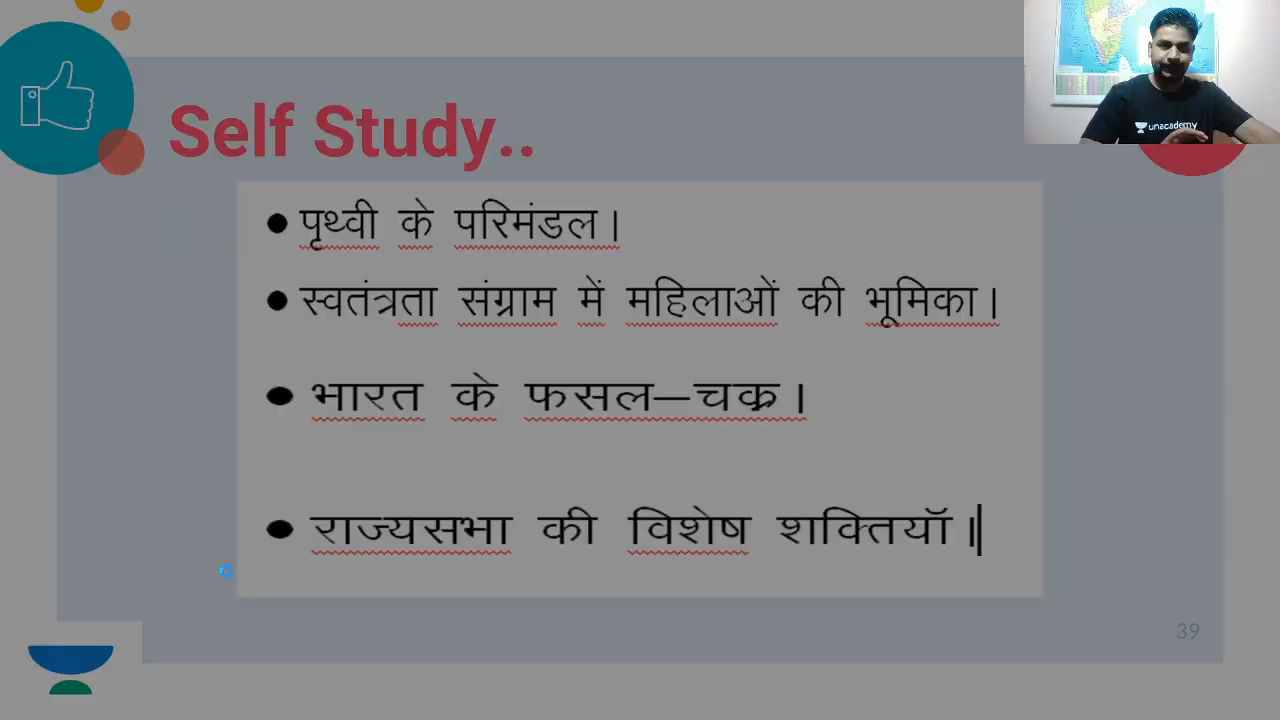 unacademy
Self Study..
पृथ्वी के परिमंडल।
स्वतंत्रता संग्राम में महिलाओं की भूमिका।
भारत के फसल–चक्र।
राज्यसभा की विशेष शक्तियॉ।
39